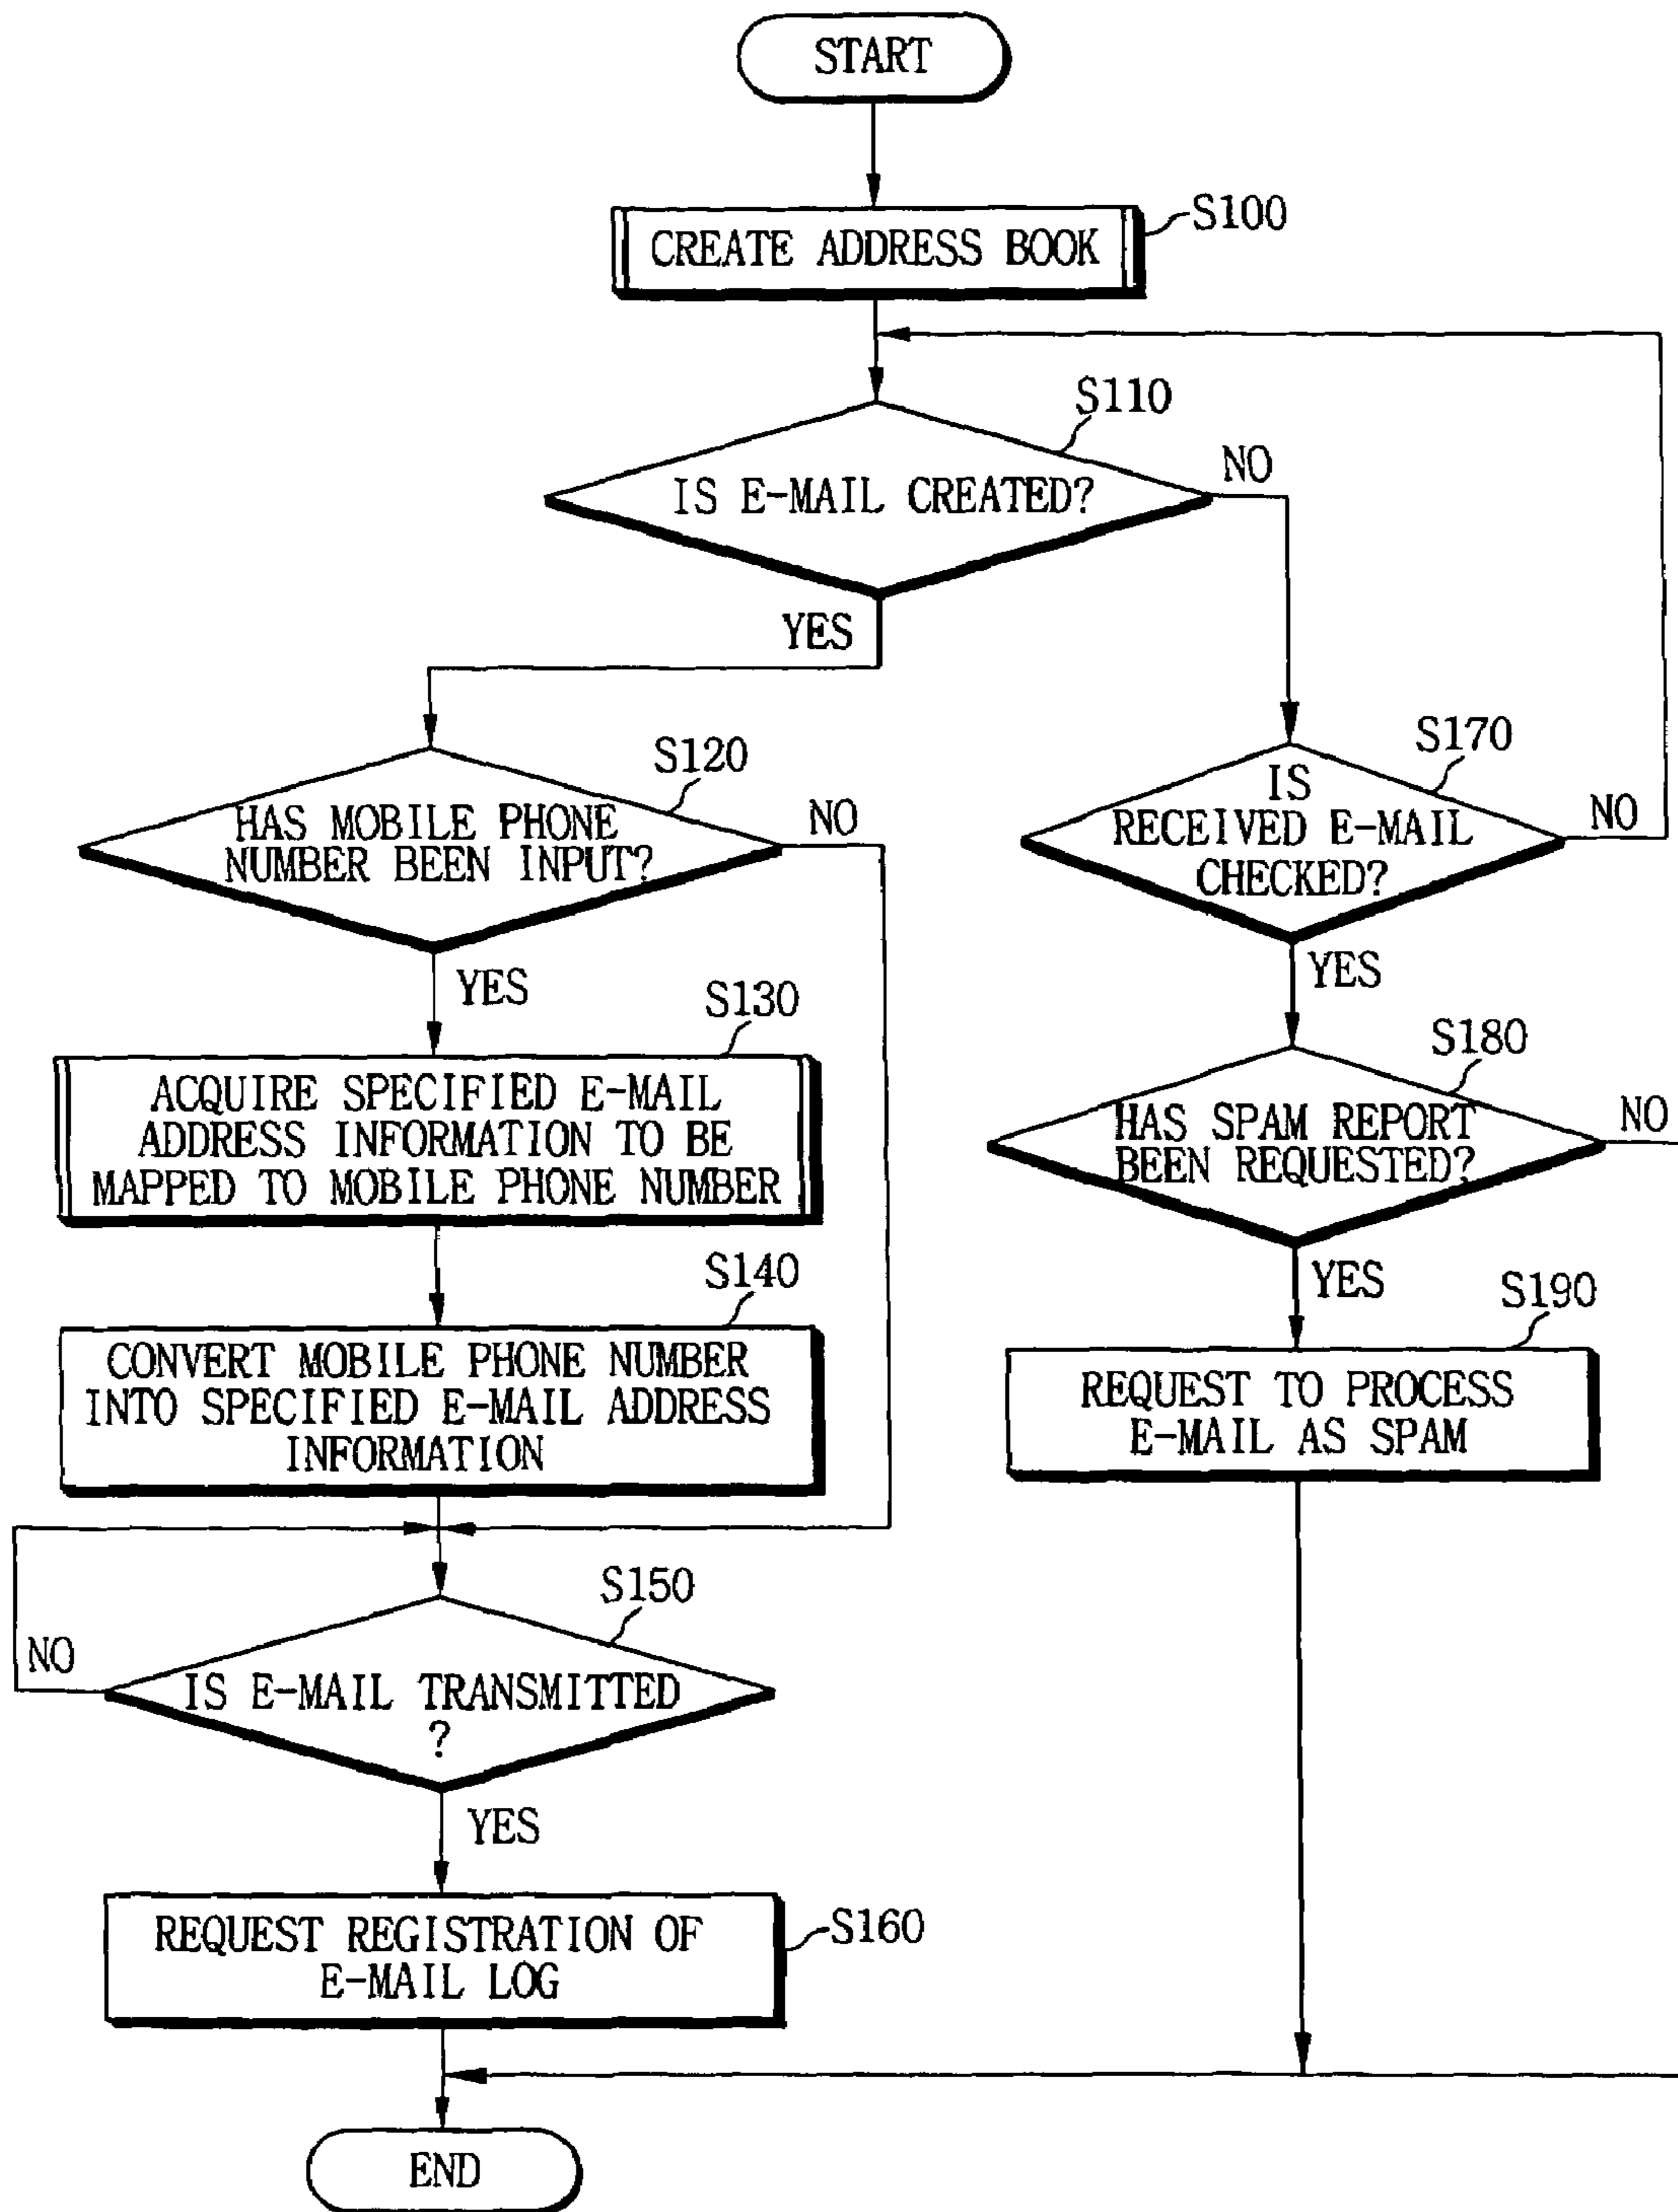 START
CREATE ADDRESS BOOK
S100
S110
IS E-MAIL CREATED?
NO
YES
S120
HAS MOBILE PHONE
NUMBER BEEN INPUT?
NO
YES
S130
ACQUIRE SPECIFIED E-MAIL
ADDRESS INFORMATION TO BE
MAPPED TO MOBILE PHONE NUMBER
S140
CONVERT MOBILE PHONE NUMBER
INTO SPECIFIED E-MAIL ADDRESS
INFORMATION
S150
NO
IS E-MAIL TRANSMITTED
?
YES
REQUEST REGISTRATION OF
E-MAIL LOG
S160
S170
IS
RECEIVED E-MAIL
CHECKED?
NO
YES
S180
HAS SPAM REPORT
BEEN REQUESTED?
NO
YES
S190
REQUEST TO PROCESS
E-MAIL AS SPAM
END